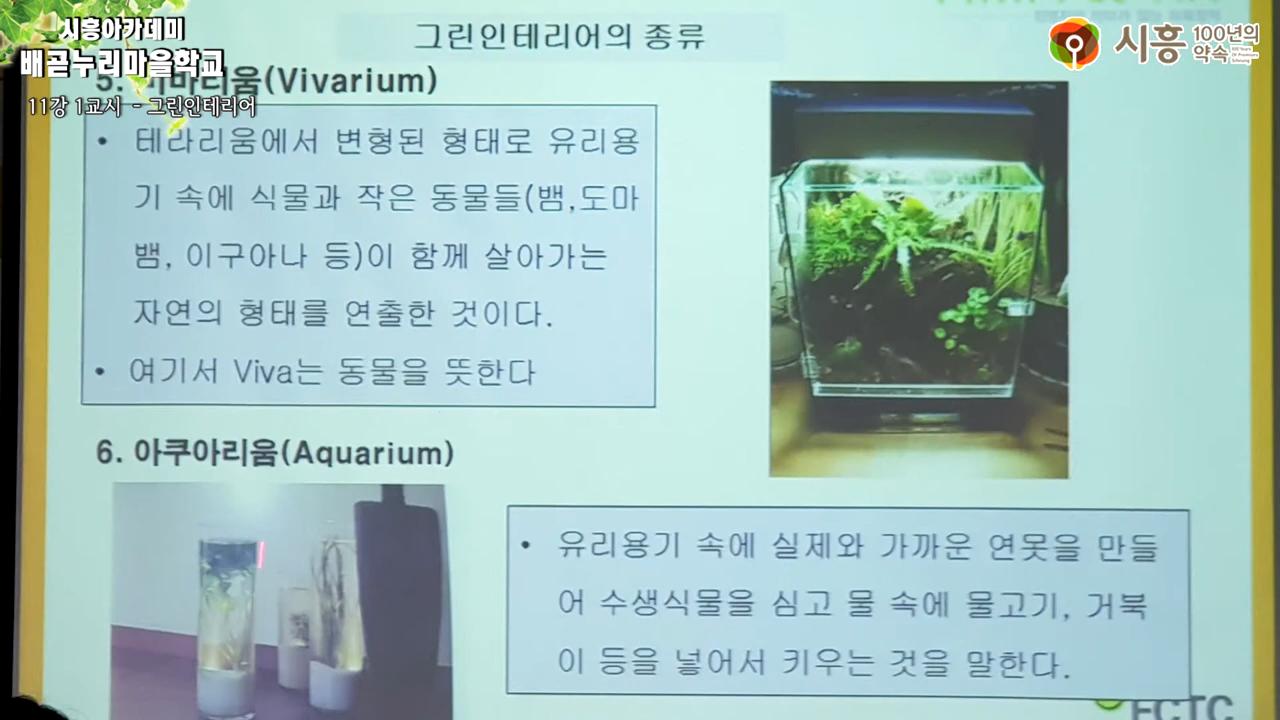 시흥아카데미
배곧누리마을학교
11강 1교시 - 그린인테리어
시흥 100년의
약속
그린인테리어의 종류
5. 비바리움(Vivarium)
• 테라리움에서 변형된 형태로 유리용
기 속에 식물과 작은 동물들(뱀,도마
뱀, 이구아나 등)이 함께 살아가는
자연의 형태를 연출한 것이다.
• 여기서 Viva는 동물을 뜻한다
6. 아쿠아리움(Aquarium)
• 유리용기 속에 실제와 가까운 연못을 만들
어 수생식물을 심고 물 속에 물고기, 거북
이 등을 넣어서 키우는 것을 말한다.
FCTC